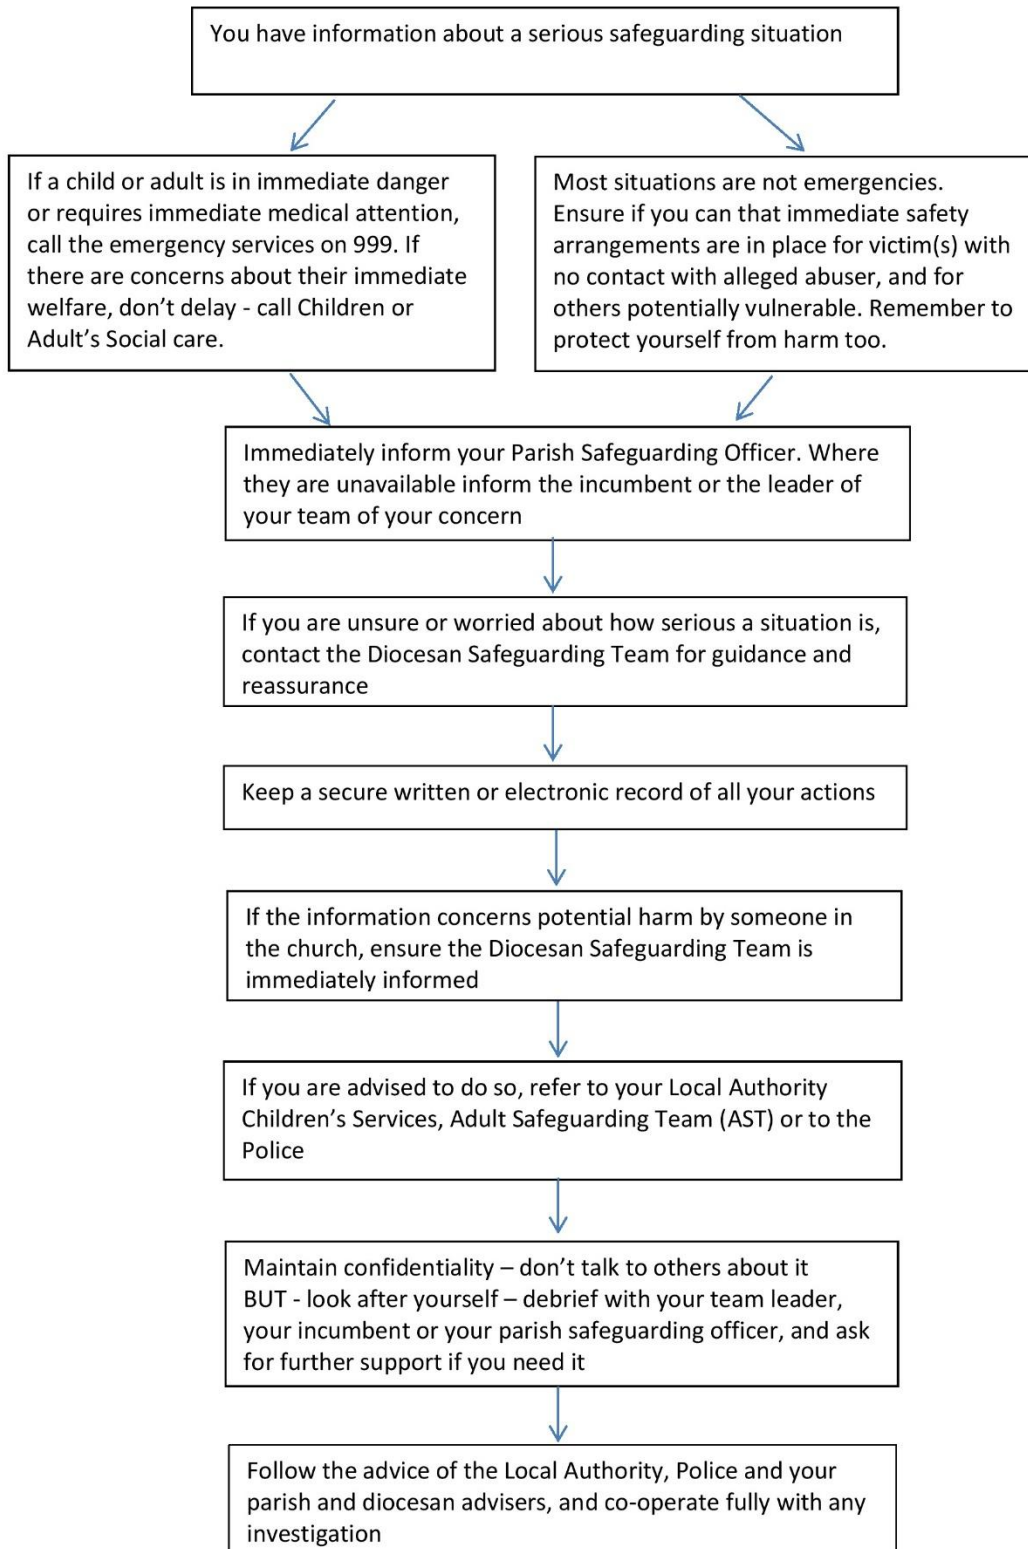 You have information about a serious safeguarding situation
If a child or adult is in immediate danger
or requires immediate medical attention,
call the emergency services on 999. If
there are concerns about their immediate
welfare, don’t delay - call Children or
Adult’s Social care.
Most situations are not emergencies.
Ensure if you can that immediate safety
arrangements are in place for victim(s) with
no contact with alleged abuser, and for
others potentially vulnerable. Remember to
protect yourself from harm too.
Immediately inform your Parish Safeguarding Officer. Where
they are unavailable inform the incumbent or the leader of
your team of your concern
If you are unsure or worried about how serious a situation is,
contact the Diocesan Safeguarding Team for guidance and
reassurance
Keep a secure written or electronic record of all your actions
If the information concerns potential harm by someone in
the church, ensure the Diocesan Safeguarding Team is
immediately informed
If you are advised to do so, refer to your Local Authority
Children’s Services, Adult Safeguarding Team (AST) or to the
Police
Maintain confidentiality – don’t talk to others about it
BUT - look after yourself – debrief with your team leader,
your incumbent or your parish safeguarding officer, and ask
for further support if you need it
Follow the advice of the Local Authority, Police and your
parish and diocesan advisers, and co-operate fully with any
investigation